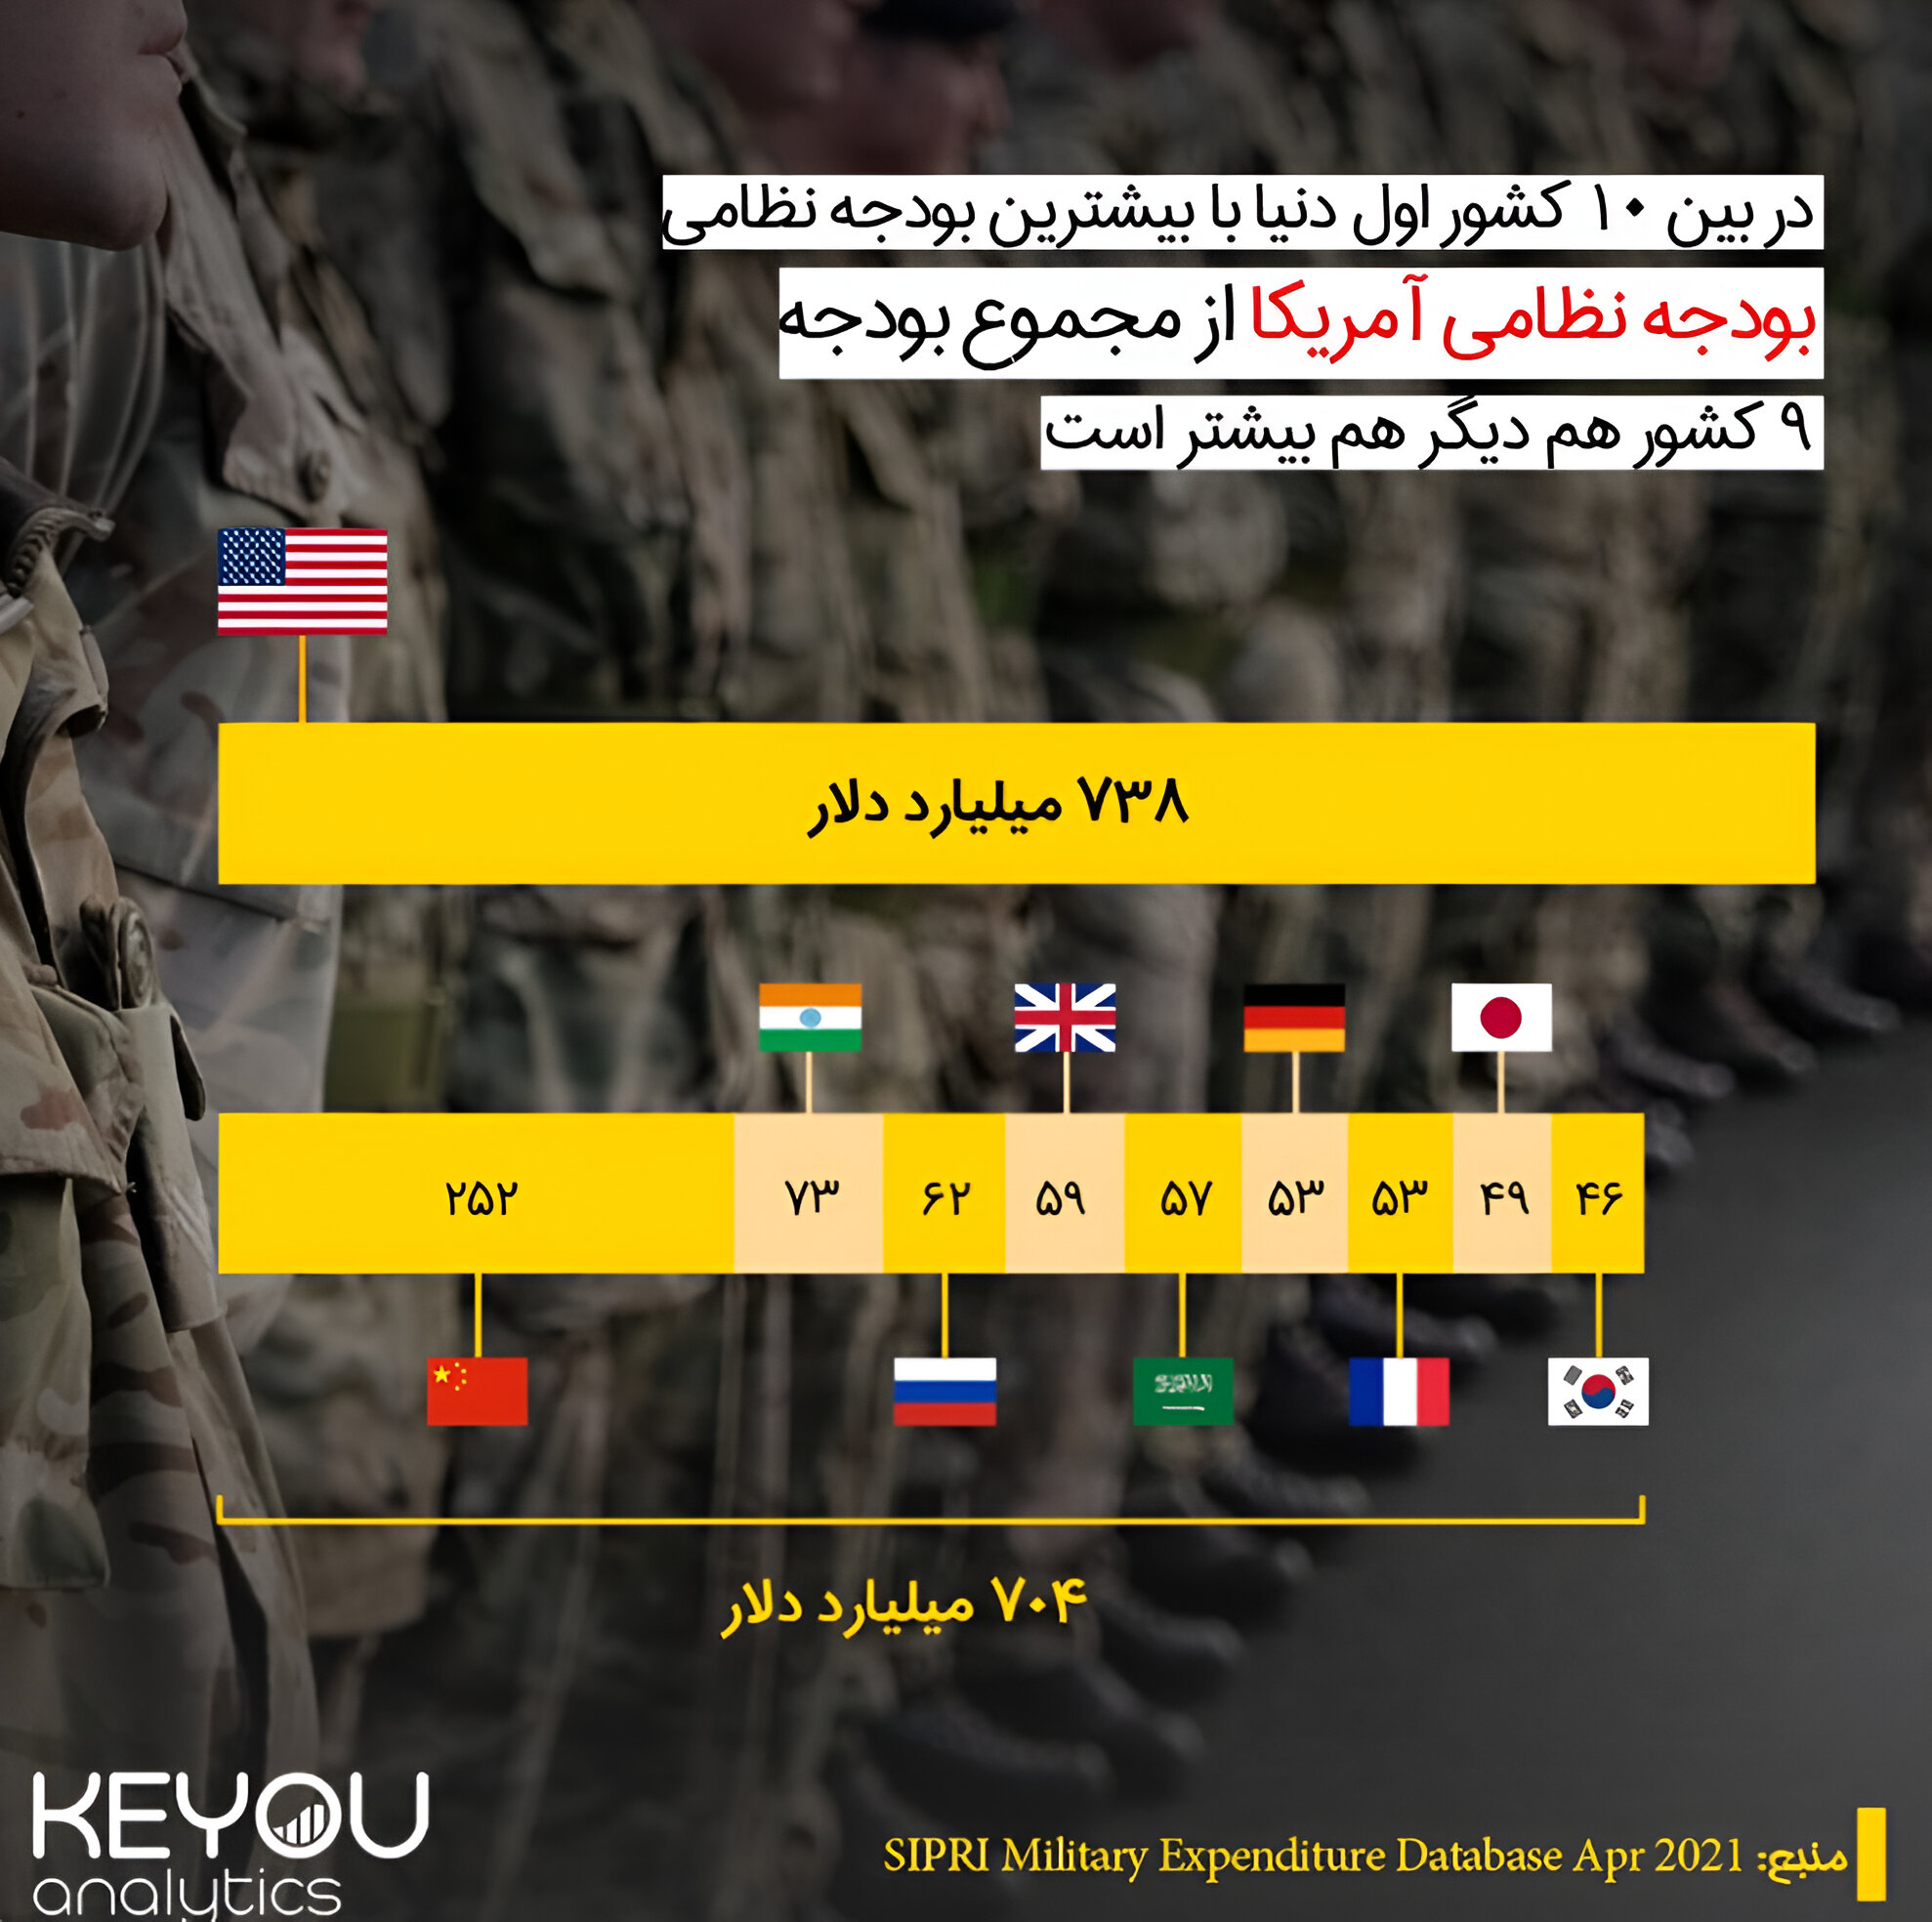 در بین ۱۰ کشور اول دنیا با بیشترین بودجه نظامی
بودجه نظامی آمریکا از مجموع بودجه
۹ کشور هم دیگر هم بیشتر است
۷۳۸ میلیارد دلار
۲۵۲ ۷۳ ۶۲ ۵۹ ۵۷ ۵۳ ۵۳ ۴۹ ۴۶
۷۰۴ میلیارد دلار
KEYOU
analytics
منبع: SIPRI Military Expenditure Database Apr 2021